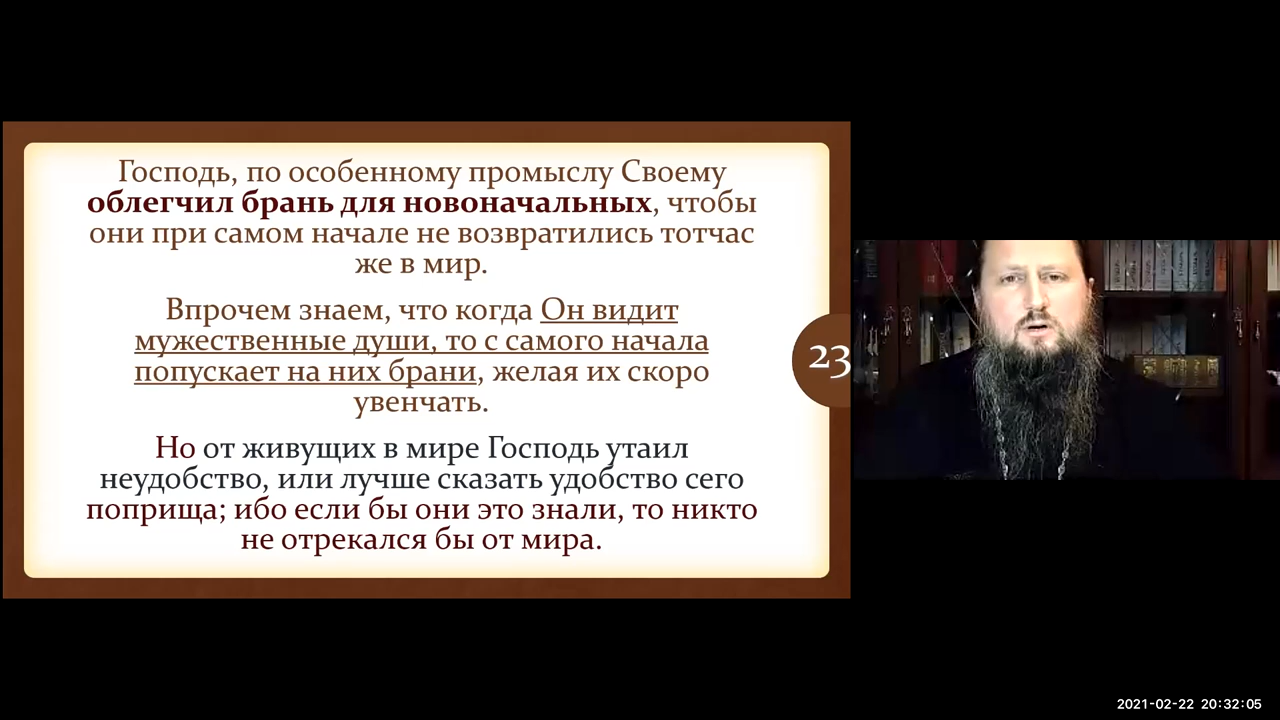 Господь, по особенному промыслу Своему
облегчил брань для новоначальных, чтобы
они при самом начале не возвратились тотчас
же в мир.
Впрочем знаем, что когда Он видит
мужественные души, то с самого начала
попускает на них брани, желая их скоро
увенчать.
Но от живущих в мире Господь утаил
неудобство, или лучше сказать удобство сего
поприща; ибо если бы они это знали, то никто
не отрекался бы от мира.
23
2021-02-22 20:32:05